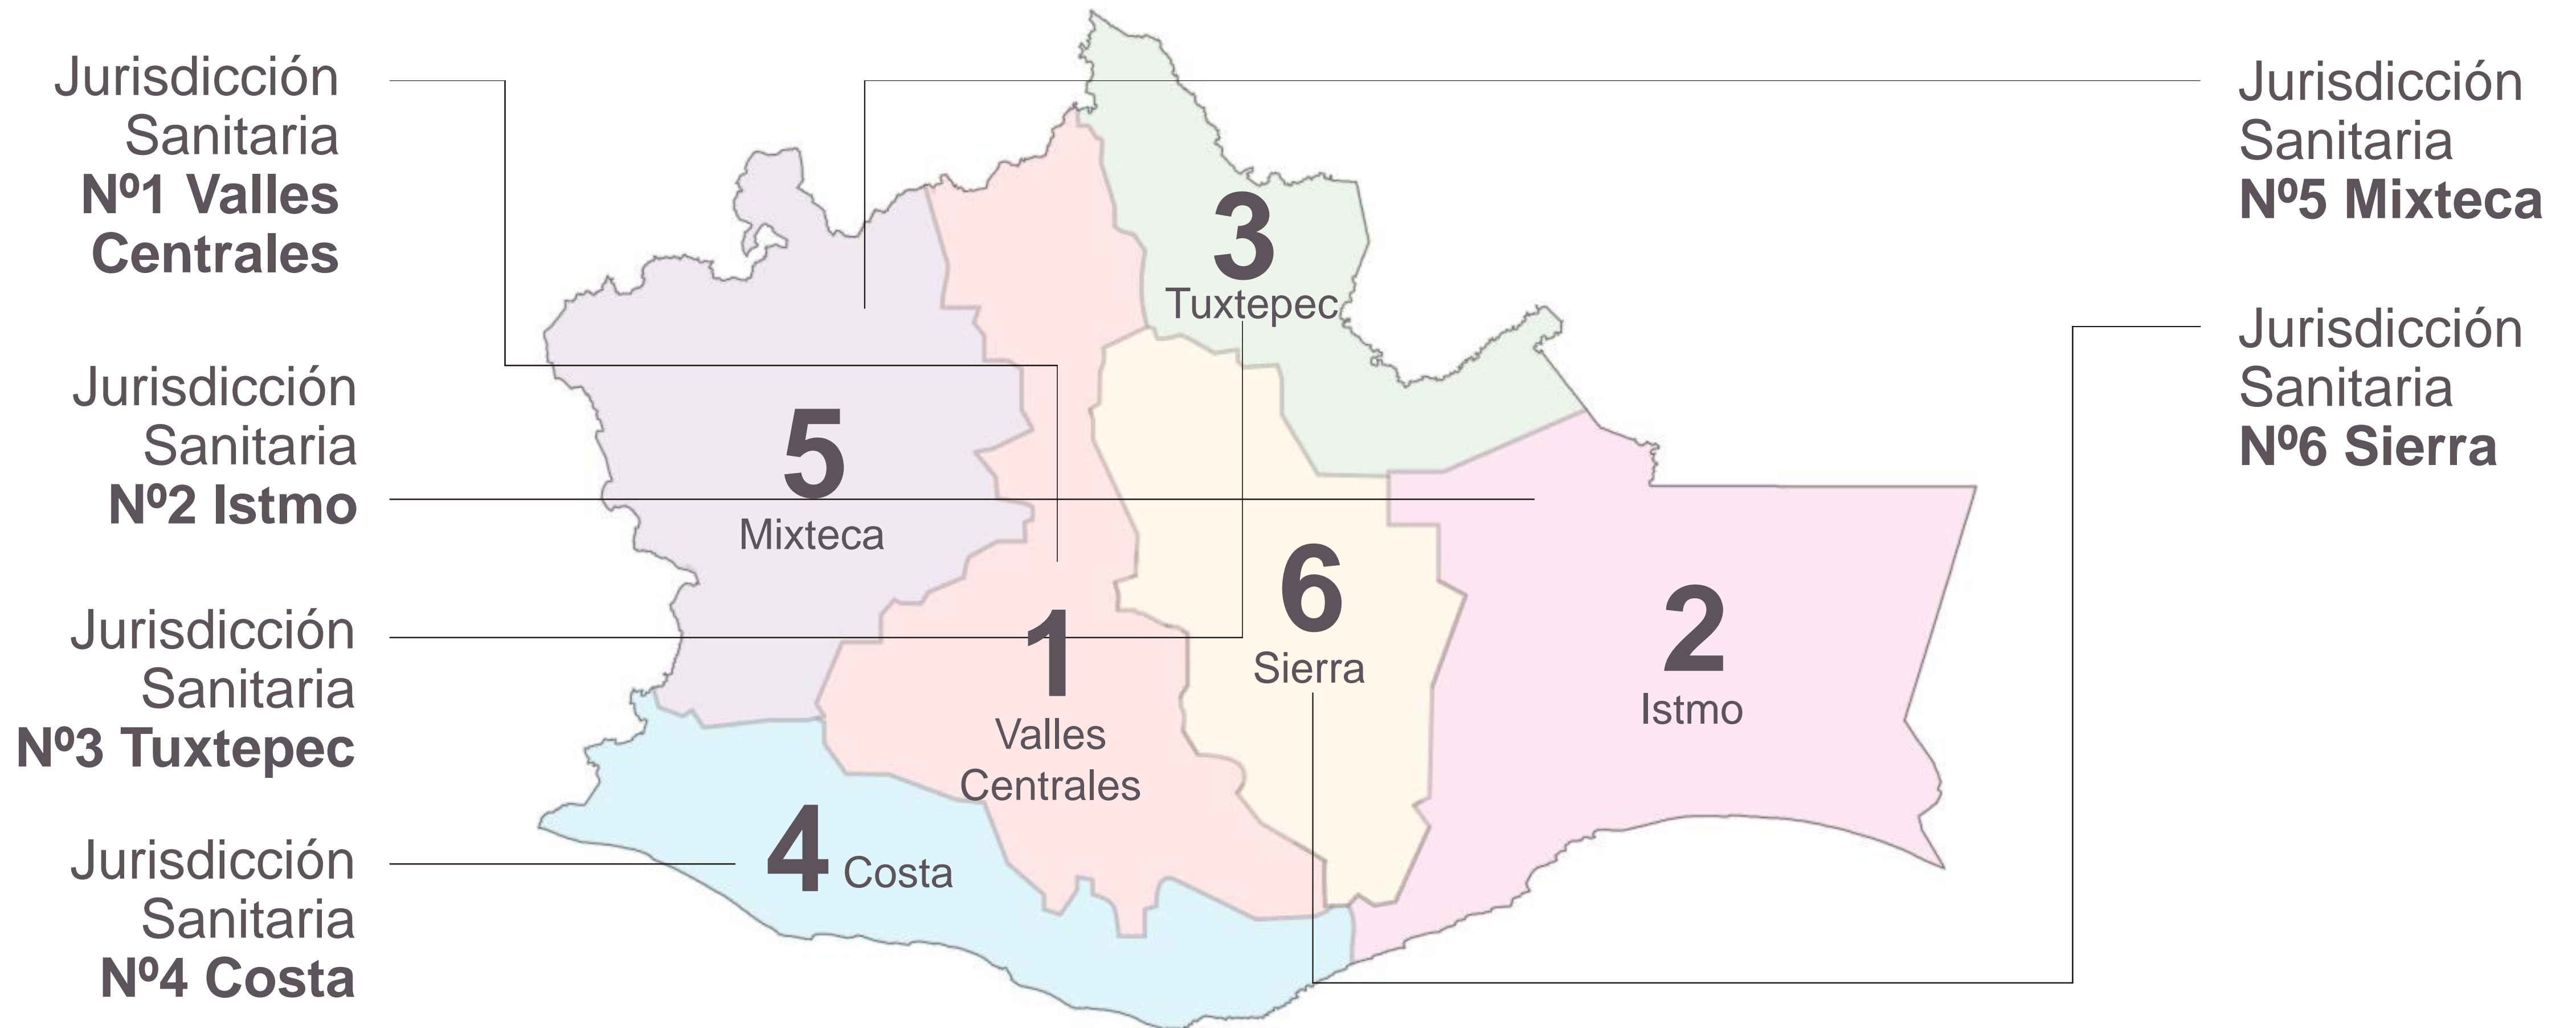 Jurisdicción
Sanitaria
Nº1 Valles
Centrales
Jurisdicción
Sanitaria
Nº2 Istmo
Jurisdicción
Sanitaria
Nº3 Tuxtepec
Jurisdicción
Sanitaria
Nº4 Costa
3
Tuxtepec
5
Mixteca
6
Sierra
1
Valles
Centrales
2
Istmo
4 Costa
Jurisdicción
Sanitaria
Nº5 Mixteca
Jurisdicción
Sanitaria
Nº6 Sierra